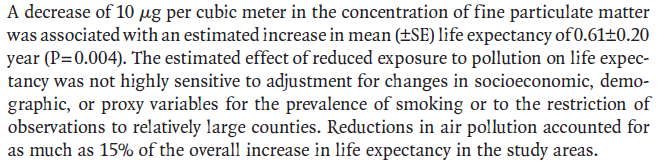 A decrease of 10 μg per cubic meter in the concentration of fine particulate matter
was associated with an estimated increase in mean (±SE) life expectancy of 0.61±0.20
year (P=0.004). The estimated effect of reduced exposure to pollution on life expec-
tancy was not highly sensitive to adjustment for changes in socioeconomic, demo-
graphic, or proxy variables for the prevalence of smoking or to the restriction of
observations to relatively large counties. Reductions in air pollution accounted for
as much as 15% of the overall increase in life expectancy in the study areas.